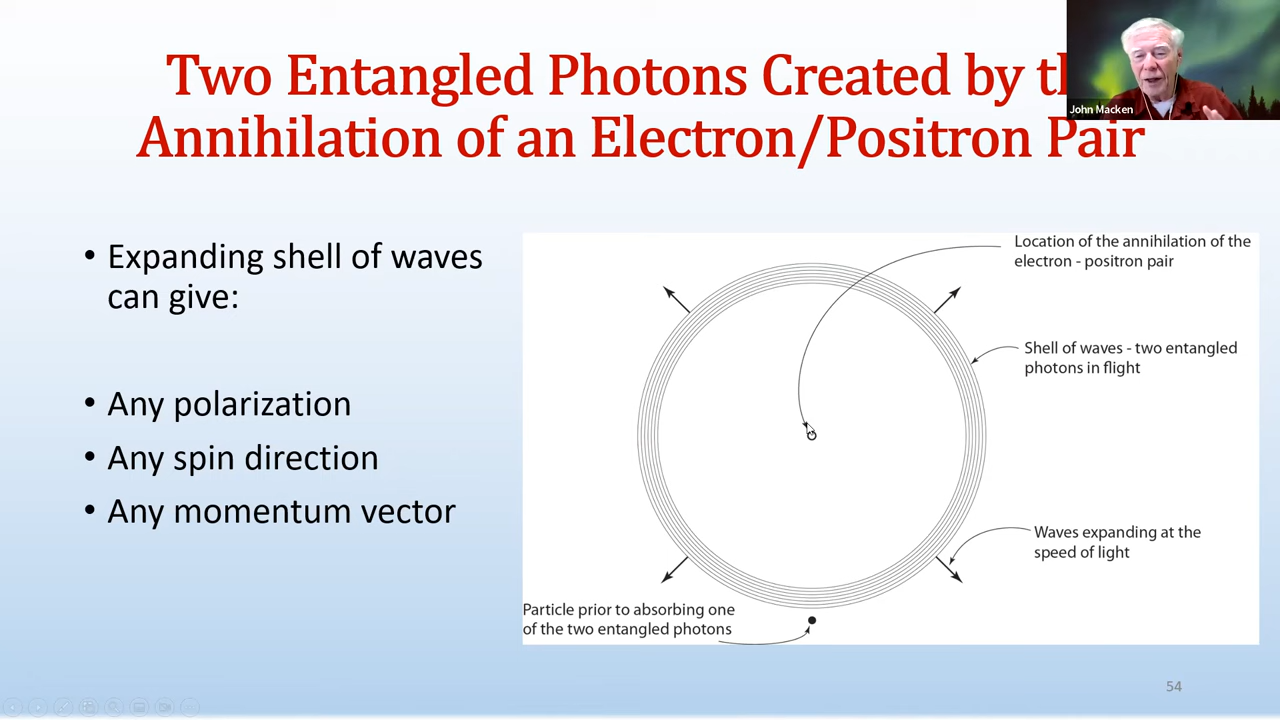 Two Entangled Photons Created by th
Annihilation of an Electron/Positron Pair
John Macken
• Expanding shell of waves
can give:
• Any polarization
• Any spin direction
• Any momentum vector
Location of the annihilation of the
electron - positron pair
Shell of waves - two entangled
photons in flight
Waves expanding at the
speed of light
Particle prior to absorbing one
of the two entangled photons
54